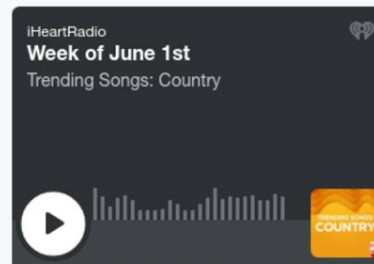 iHeartRadio
Week of June 1st
Trending Songs: Country
TRENDING SONGS
COUNTRY